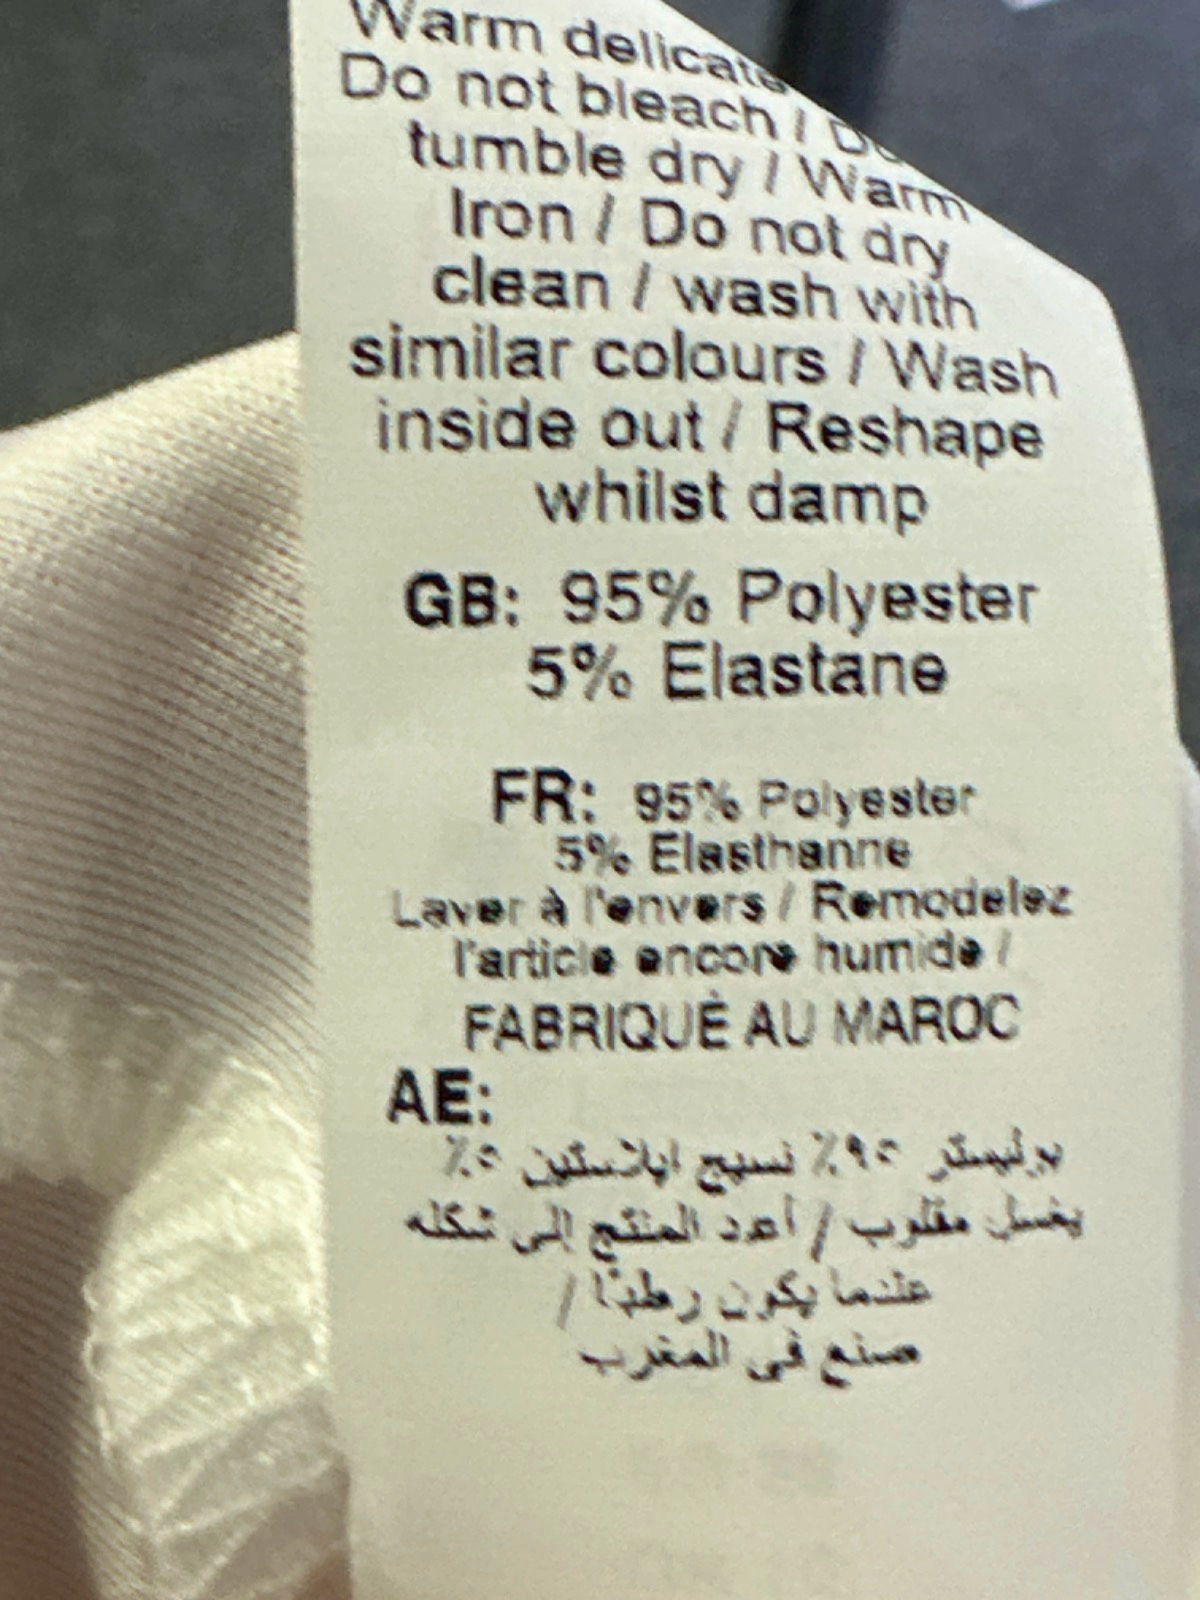 Warm delicate
Do not bleach / Do
tumble dry / Warm
Iron / Do not dry
clean / wash with
similar colours / Wash
inside out / Reshape
whilst damp
GB: 95% Polyester
5% Elastane
FR: 95% Polyester
5% Elasthanne
Laver à l'envers / Remodelez
l'article encore humide /
FABRIQUÉ AU MAROC
AE:
بوليستر ٩٥٪ نسيج ايلاستين ٥٪
يغسل مقلوب / أعد المنتج إلى شكله
عندما يكون رطبًا /
صنع في المغرب